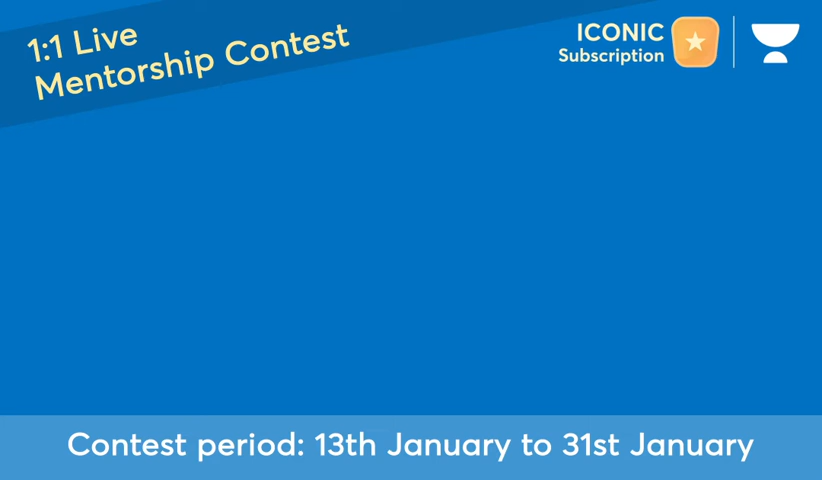 1:1 Live
Mentorship Contest
ICONIC
Subscription
Contest period: 13th January to 31st January